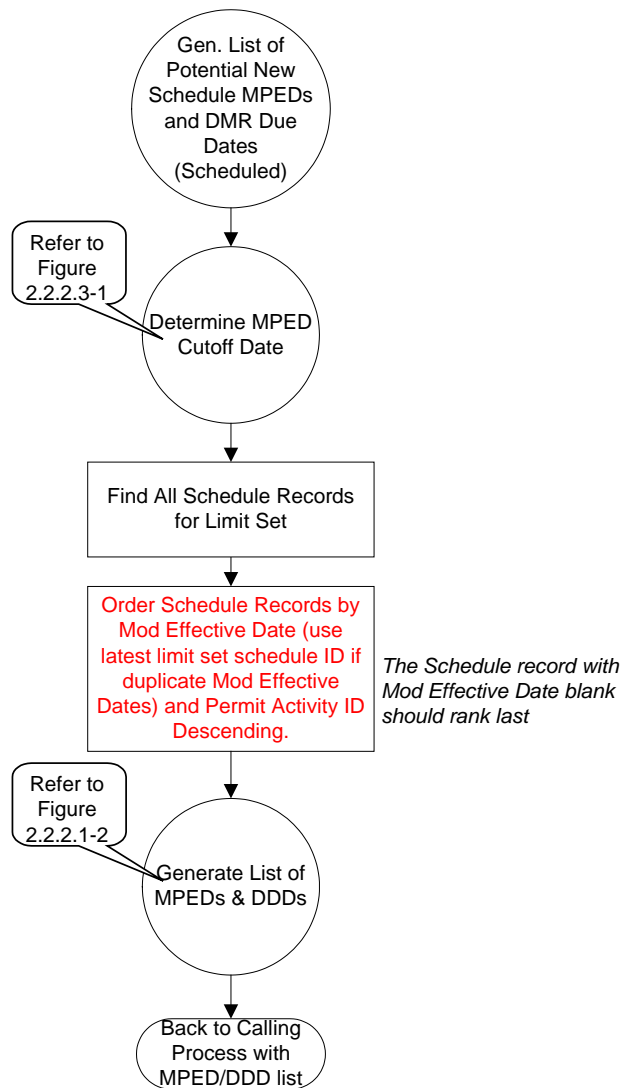 Gen. List of
Potential New
Schedule MPEDs
and DMR Due
Dates
(Scheduled)
Refer to
Figure
2.2.2.3-1
Determine MPED
Cutoff Date
Find All Schedule Records
for Limit Set
Order Schedule Records by
Mod Effective Date (use
latest limit set schedule ID if
duplicate Mod Effective
Dates) and Permit Activity ID
Descending.
The Schedule record with
Mod Effective Date blank
should rank last
Refer to
Figure
2.2.2.1-2
Generate List of
MPEDs & DDDs
Back to Calling
Process with
MPED/DDD list